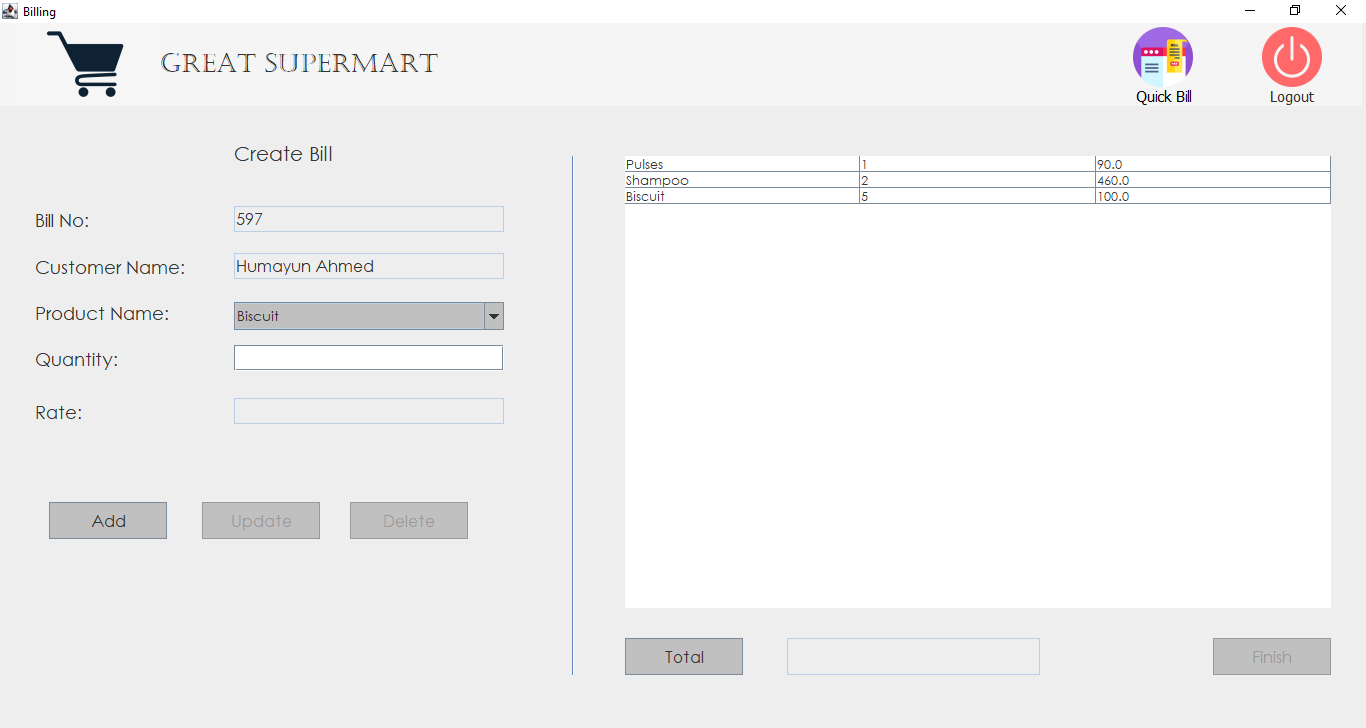 Billing
GREAT SUPERMART
Quick Bill
Logout
Create Bill
Bill No: 597
Customer Name: Humayun Ahmed
Product Name: Biscuit
Quantity:
Rate:
Add Update Delete
Pulses 1 90.0
Shampoo 2 460.0
Biscuit 5 100.0
Total Finish